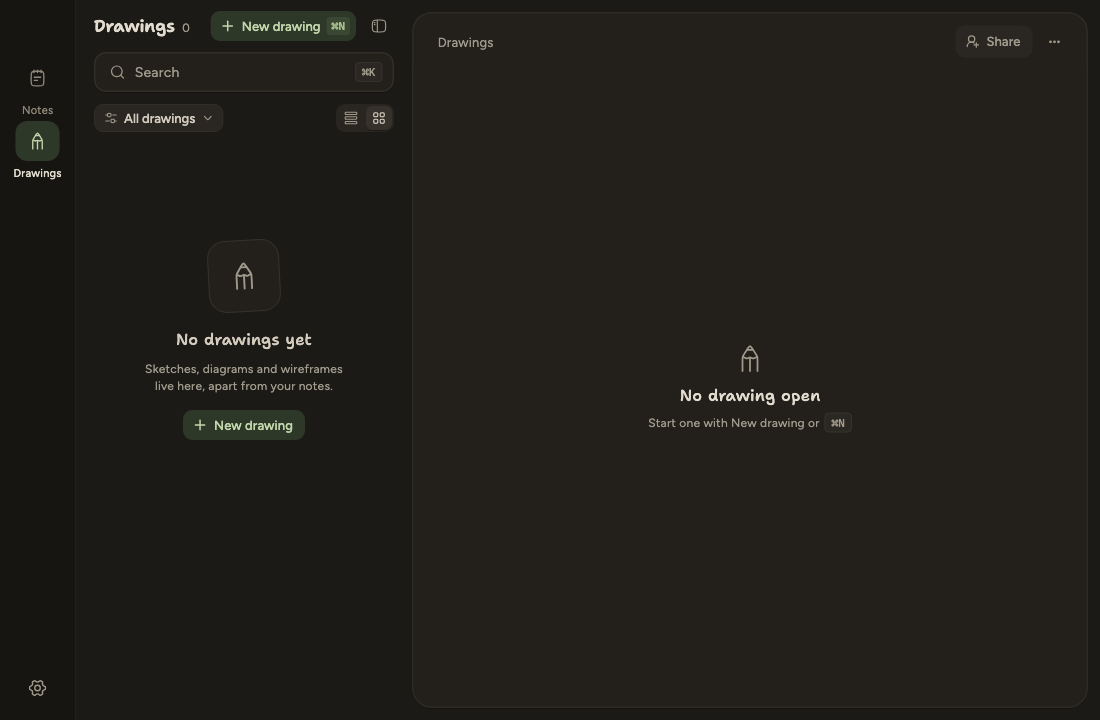 Drawings 0
New drawing ⌘N
Search ⌘K
All drawings
Notes
Drawings
No drawings yet
Sketches, diagrams and wireframes
live here, apart from your notes.
New drawing
Drawings
Share
No drawing open
Start one with New drawing or ⌘N